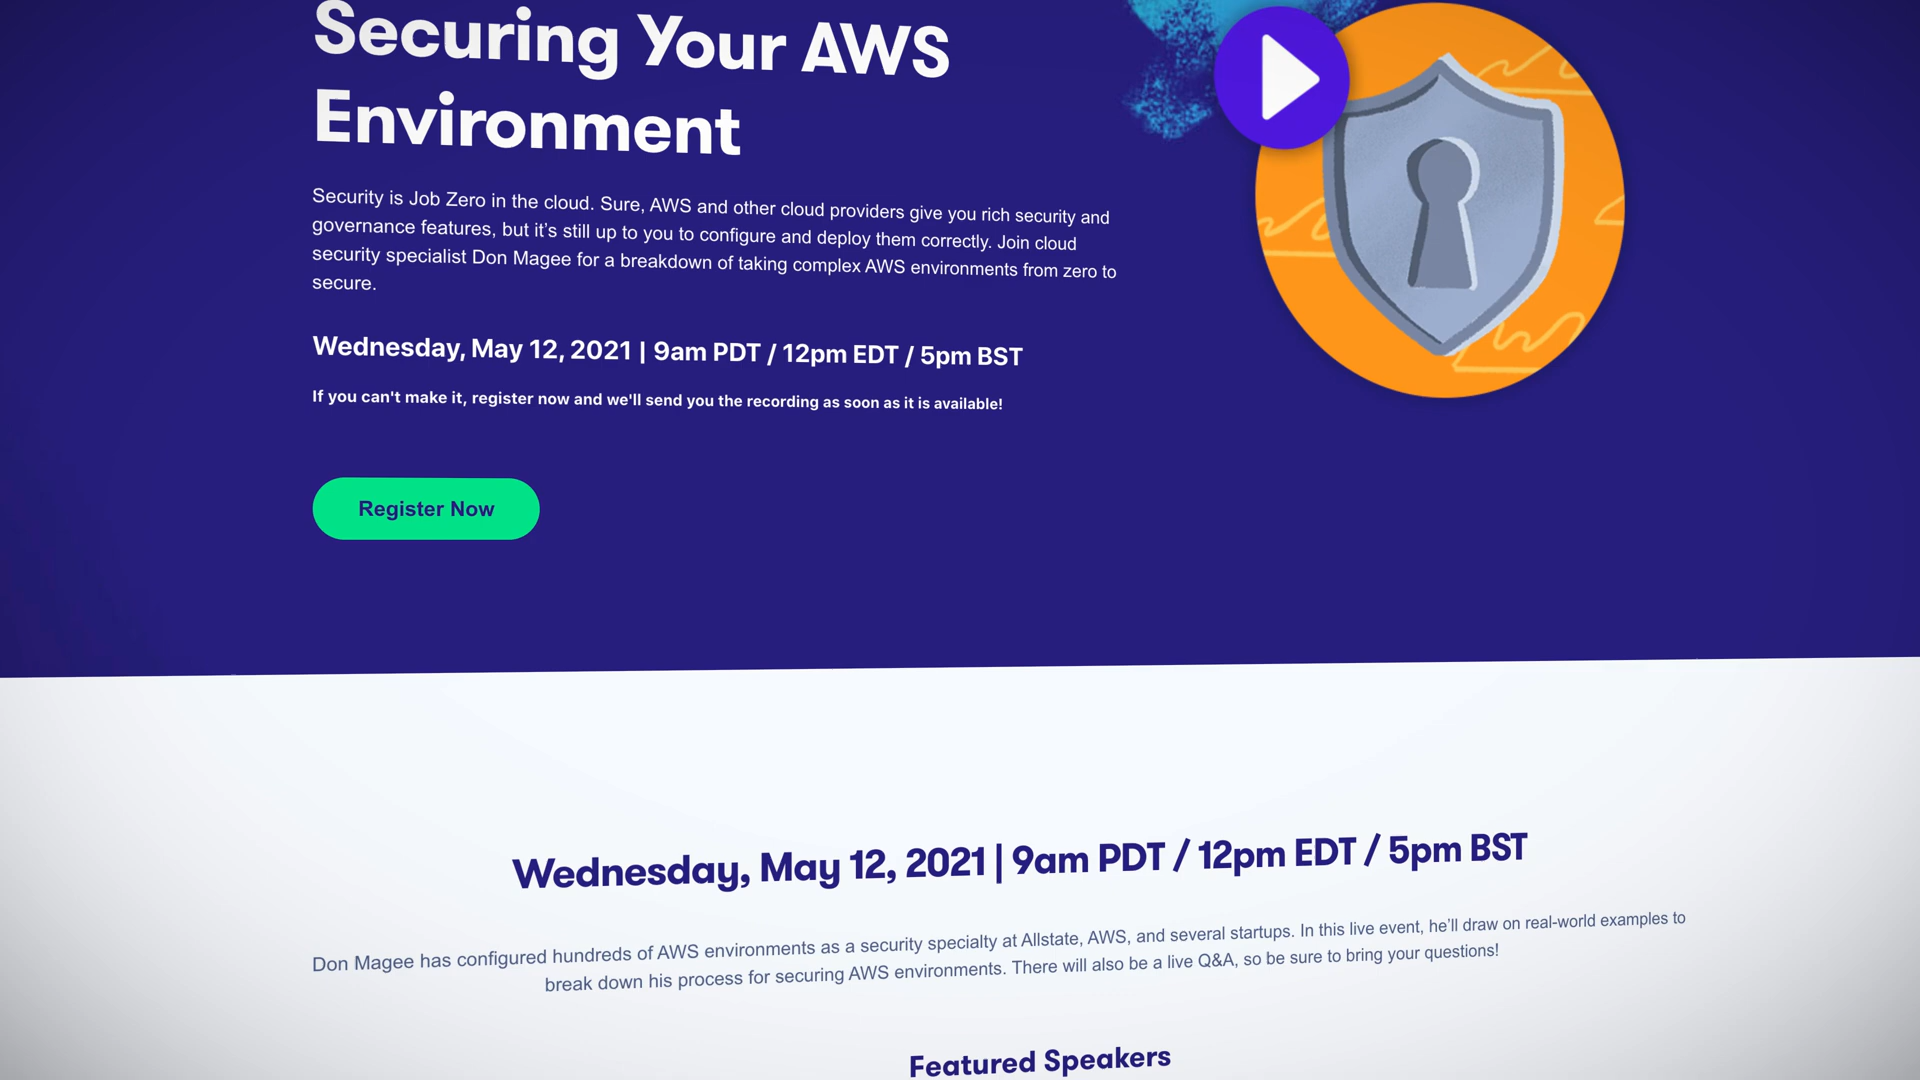 Securing Your AWS
Environment
Security is Job Zero in the cloud. Sure, AWS and other cloud providers give you rich security and
governance features, but it's still up to you to configure and deploy them correctly. Join cloud
security specialist Don Magee for a breakdown of taking complex AWS environments from zero to
secure.
Wednesday, May 12, 2021 | 9am PDT / 12pm EDT / 5pm BST
If you can't make it, register now and we'll send you the recording as soon as it is available!
Register Now
Wednesday, May 12, 2021 | 9am PDT / 12pm EDT / 5pm BST
Don Magee has configured hundreds of AWS environments as a security specialty at Allstate, AWS, and several startups. In this live event, he'll draw on real-world examples to
break down his process for securing AWS environments. There will also be a live Q&A, so be sure to bring your questions!
Featured Speakers